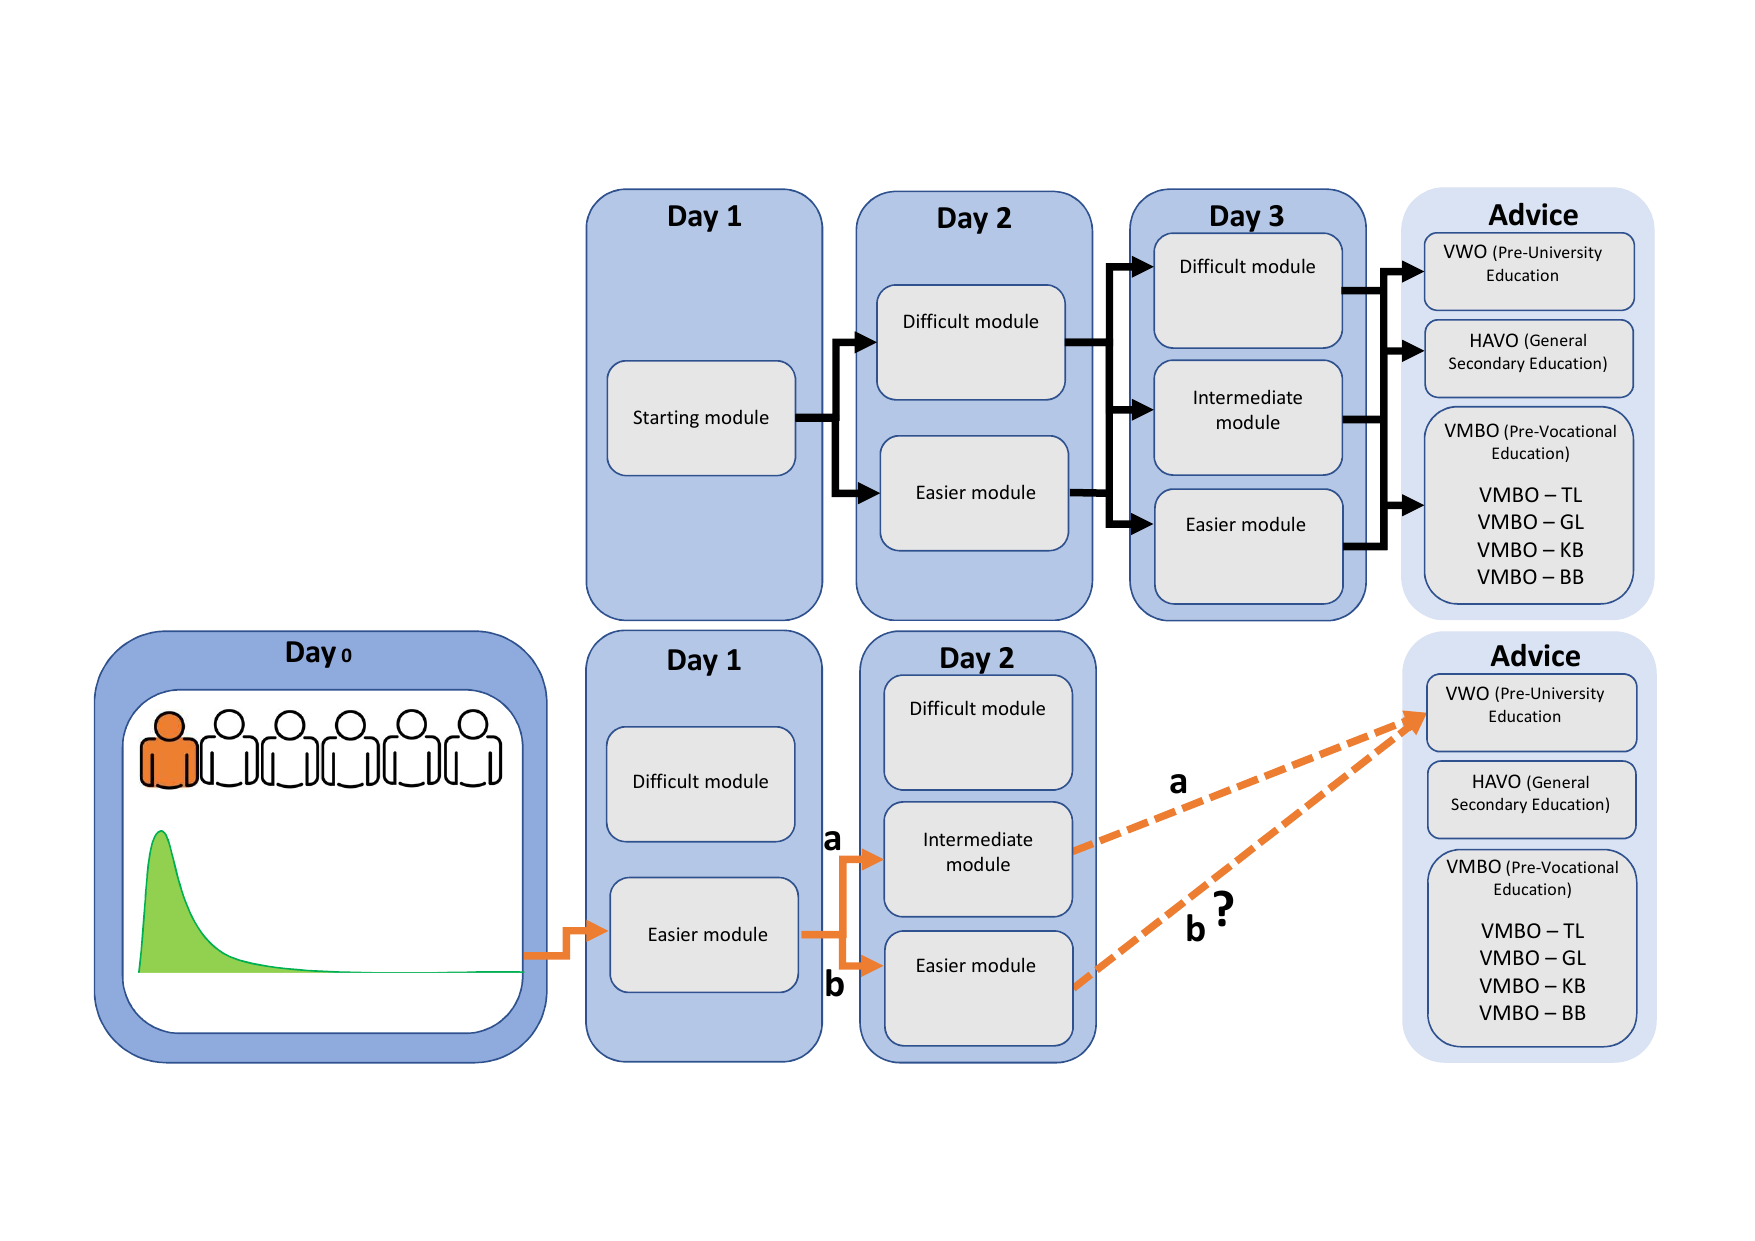 Day 1
Starting module
Day 2
Difficult module
Easier module
Day 3
Difficult module
Intermediate
module
Easier module
Advice
VWO (Pre-University
Education
HAVO (General
Secondary Education)
VMBO (Pre-Vocational
Education)
VMBO – TL
VMBO – GL
VMBO – KB
VMBO – BB
Day 0
Day 1
Difficult module
Easier module
a
b
Day 2
Difficult module
Intermediate
module
Easier module
a
b ?
Advice
VWO (Pre-University
Education
HAVO (General
Secondary Education)
VMBO (Pre-Vocational
Education)
VMBO – TL
VMBO – GL
VMBO – KB
VMBO – BB